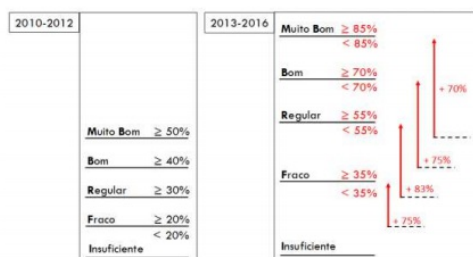 2010-2012
Muito Bom ≥ 50%
Bom ≥ 40%
Regular ≥ 30%
Fraco ≥ 20%
< 20%
Insuficiente
2013-2016
Muito Bom ≥ 85%
< 85%
Bom ≥ 70%
< 70%
Regular ≥ 55%
< 55%
Fraco ≥ 35%
< 35%
Insuficiente
+ 70%
+ 75%
+ 83%
+ 75%